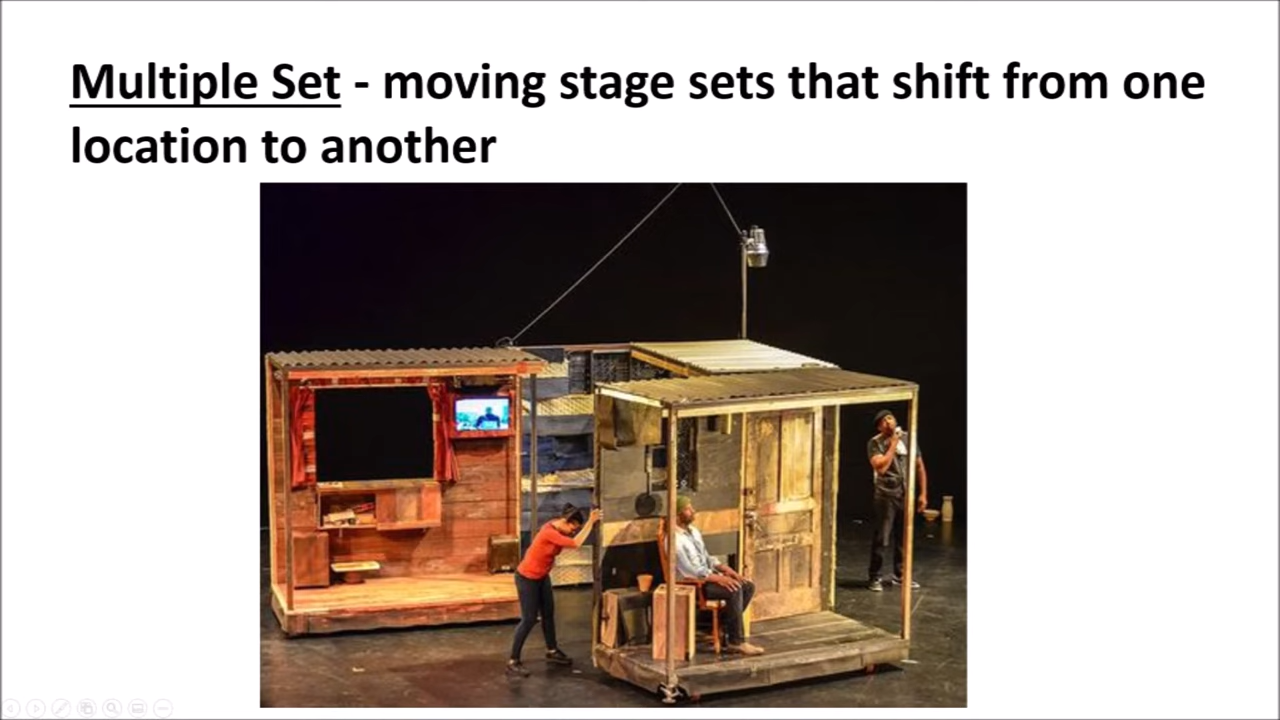 Multiple Set - moving stage sets that shift from one
location to another